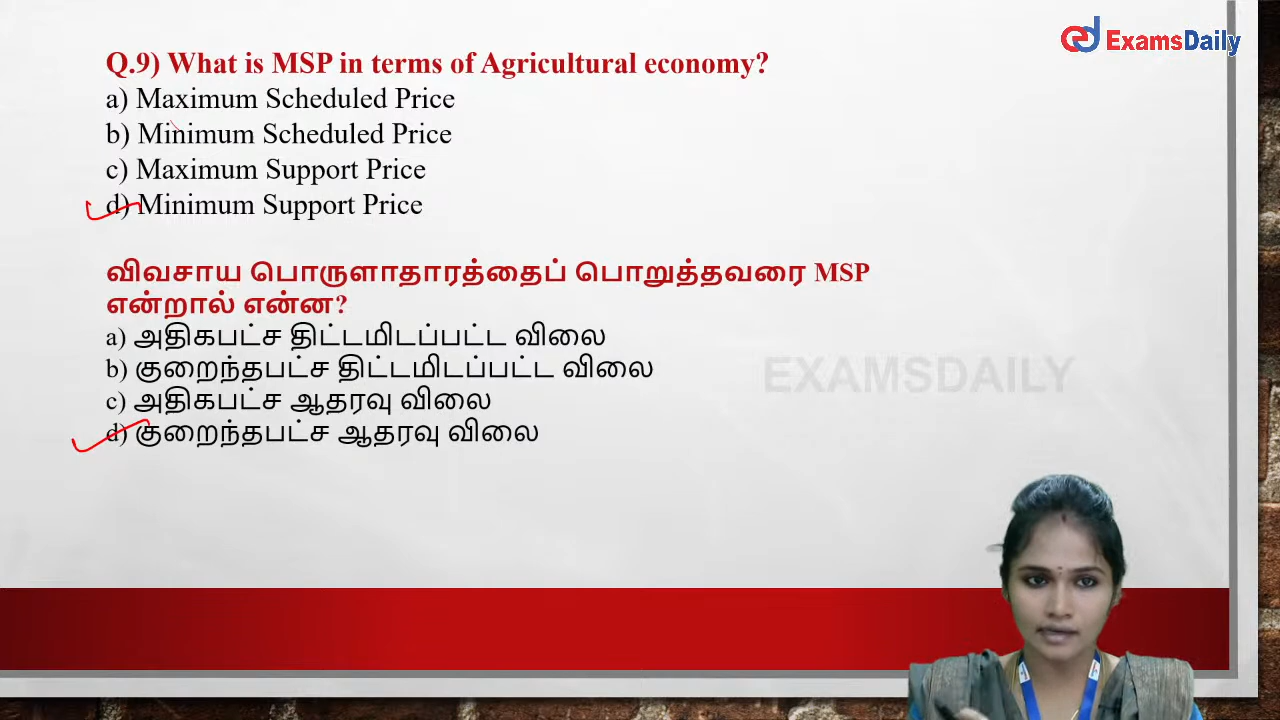 ExamsDaily
Q.9) What is MSP in terms of Agricultural economy?
a) Maximum Scheduled Price
b) Minimum Scheduled Price
c) Maximum Support Price
d) Minimum Support Price
விவசாய பொருளாதாரத்தைப் பொறுத்தவரை MSP
என்றால் என்ன?
a) அதிகபட்ச திட்டமிடப்பட்ட விலை
b) குறைந்தபட்ச திட்டமிடப்பட்ட விலை
c) அதிகபட்ச ஆதரவு விலை
d) குறைந்தபட்ச ஆதரவு விலை
EXAMSDAILY